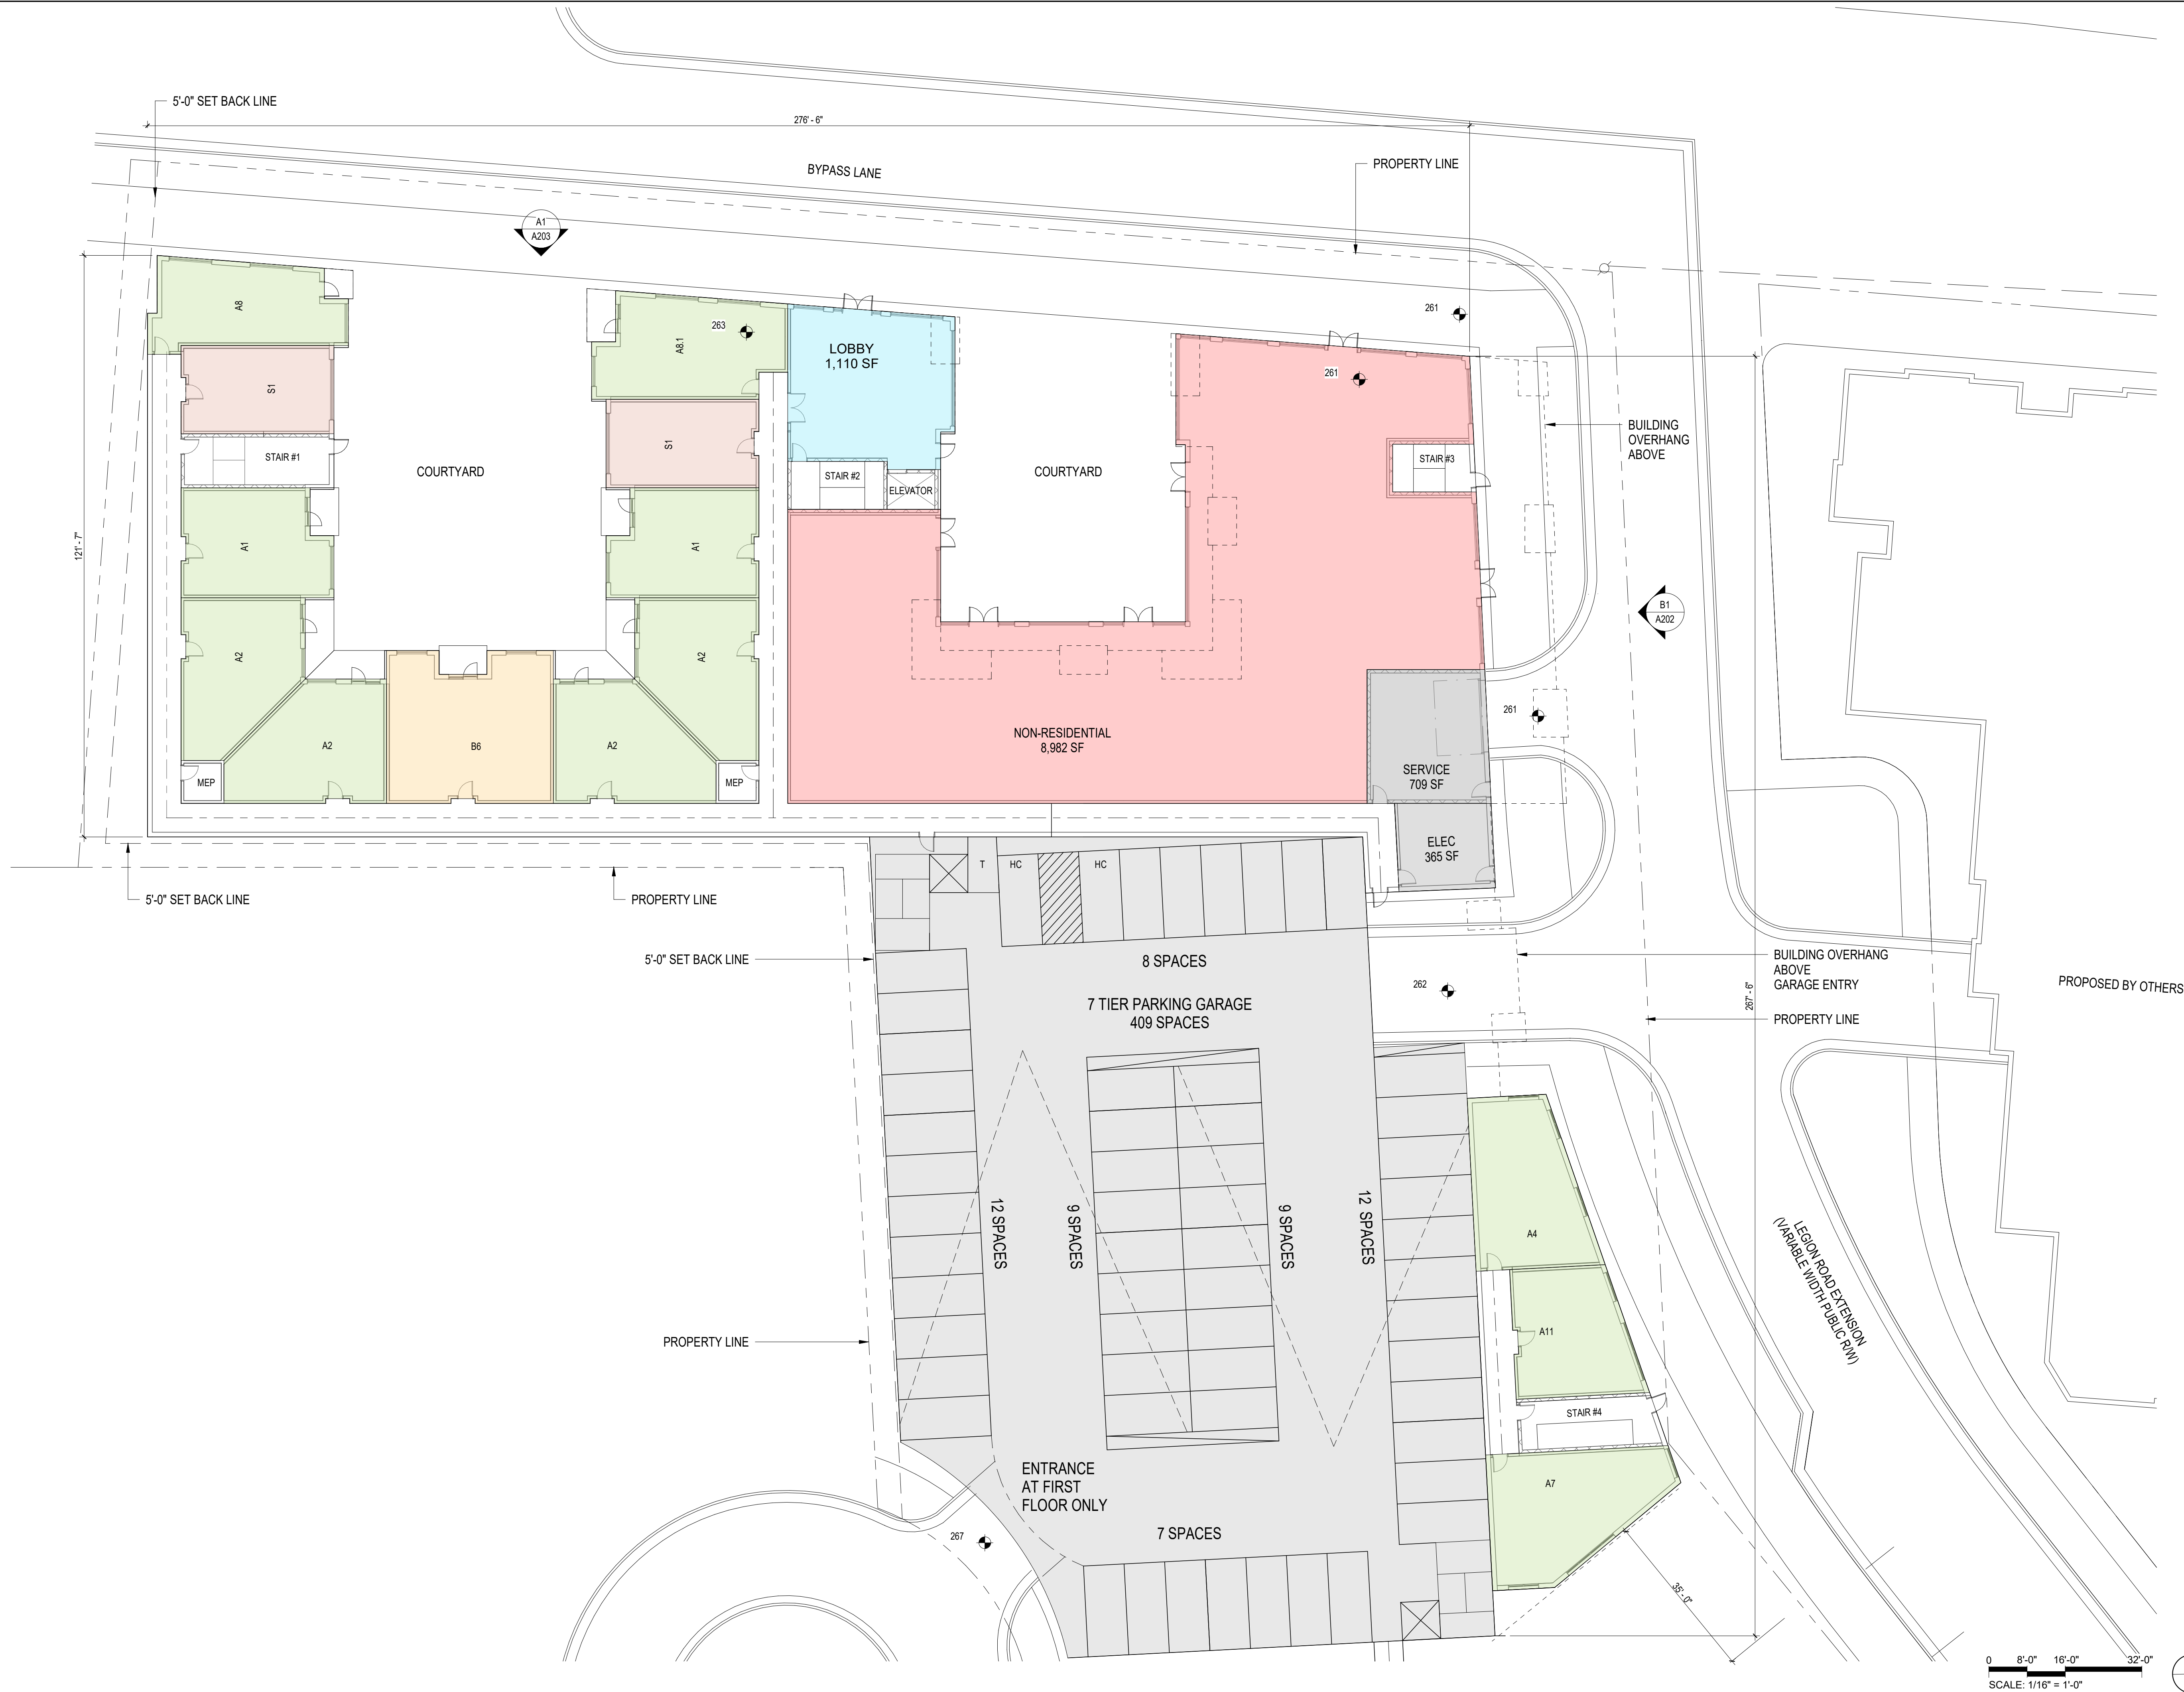 5'-0" SET BACK LINE
276' - 6"
BYPASS LANE
PROPERTY LINE
A1
A203
A8
263
A8.1
LOBBY
1,110 SF
261
261
S1
S1
BUILDING
OVERHANG
ABOVE
STAIR #1
COURTYARD
STAIR #2
ELEVATOR
COURTYARD
STAIR #3
121' - 7"
A1
A1
B1
A202
A2
A2
A2
B6
A2
MEP
MEP
NON-RESIDENTIAL
8,982 SF
261
SERVICE
709 SF
ELEC
365 SF
5'-0" SET BACK LINE
PROPERTY LINE
T
HC
HC
5'-0" SET BACK LINE
8 SPACES
7 TIER PARKING GARAGE
409 SPACES
262
BUILDING OVERHANG
ABOVE
GARAGE ENTRY
267' - 6"
PROPOSED BY OTHERS
PROPERTY LINE
12 SPACES
9 SPACES
9 SPACES
12 SPACES
A4
LEGION ROAD EXTENSION
(VARIABLE WIDTH PUBLIC R/W)
PROPERTY LINE
A11
STAIR #4
ENTRANCE
AT FIRST
FLOOR ONLY
A7
267
7 SPACES
35' - 0"
0 8'-0" 16'-0" 32'-0"
SCALE: 1/16" = 1'-0"